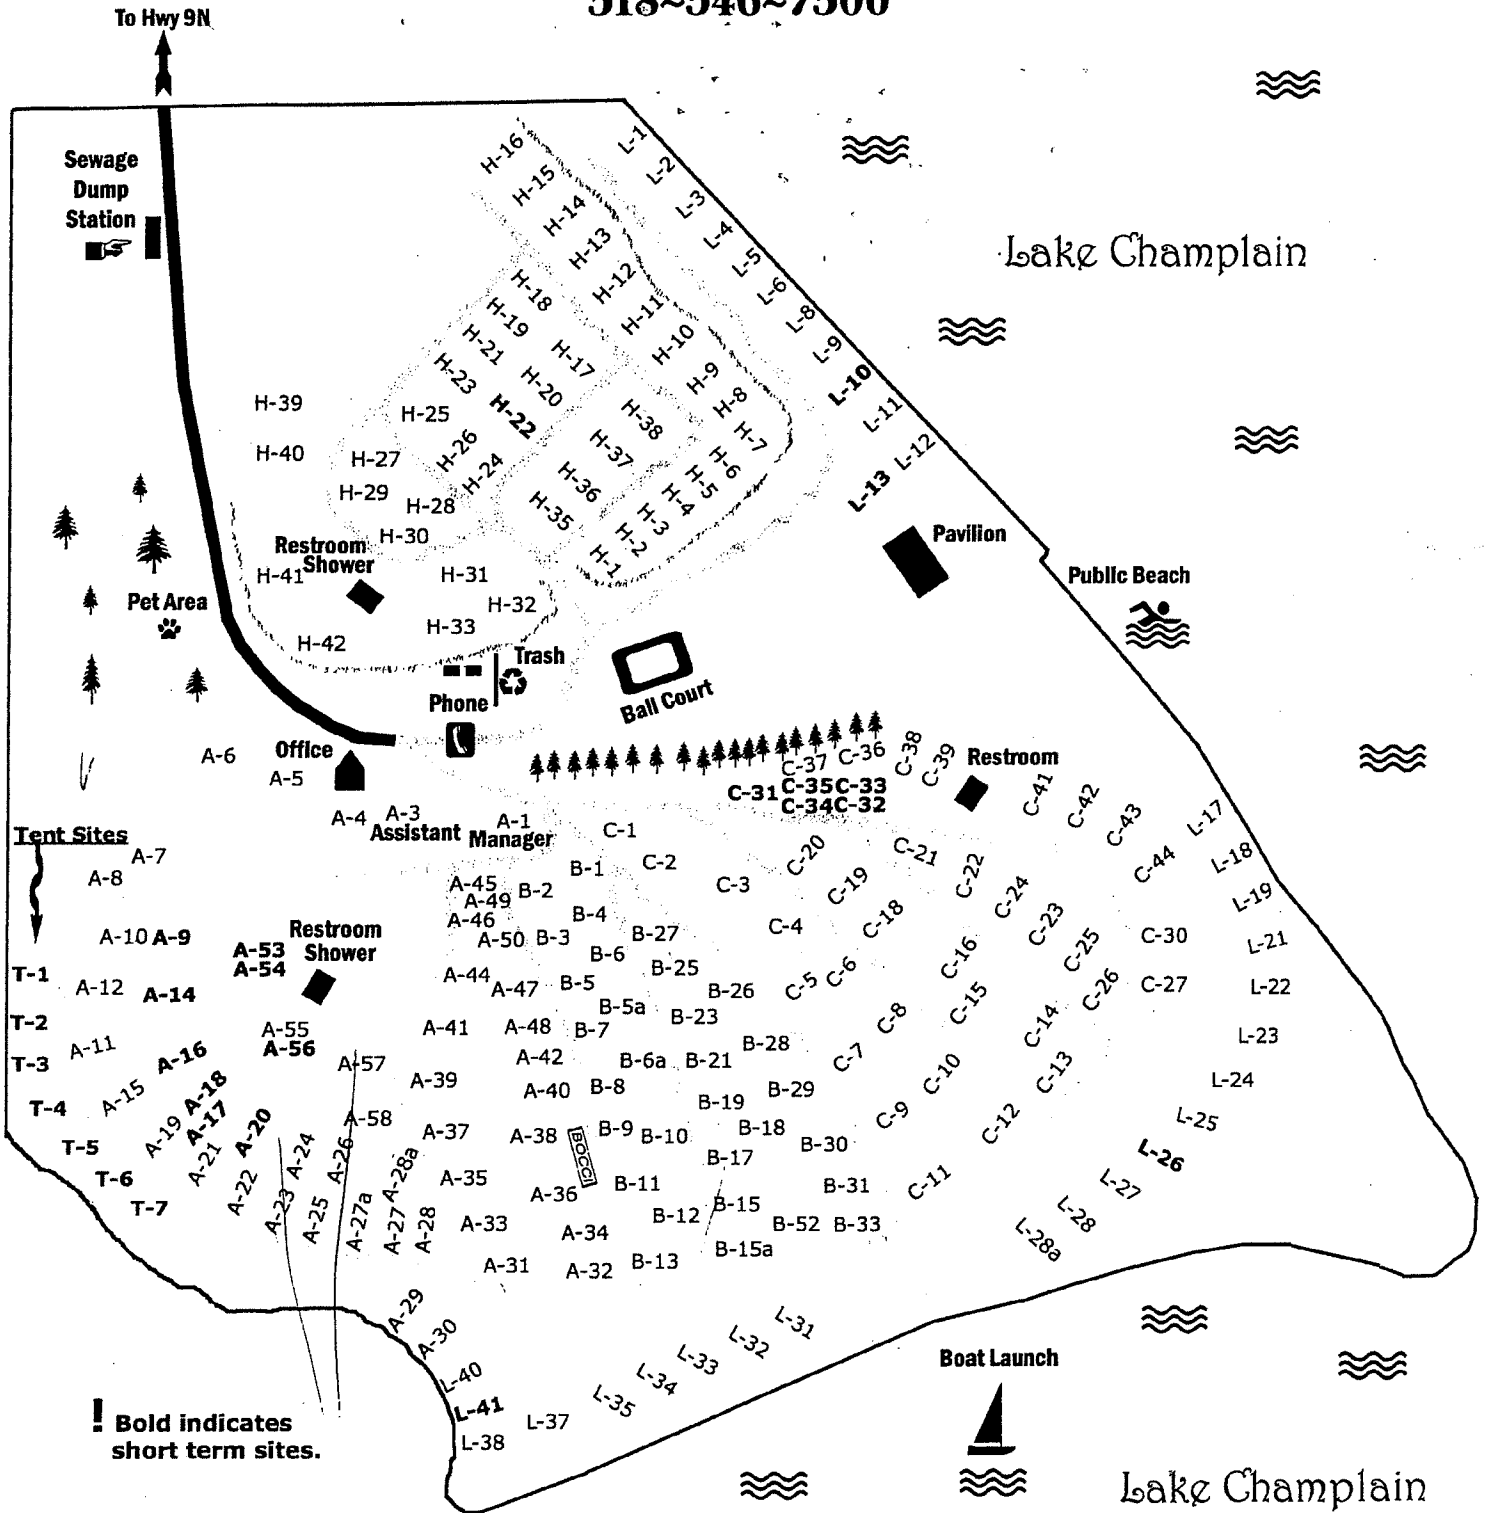 518~546~7500
To Hwy 9N
Sewage
Dump
Station
Lake Champlain
H-16
H-15
H-14
H-13
H-12
H-11
H-10
H-9
H-8
H-7
H-6
H-5
H-4
H-3
H-2
H-1
L-1
L-2
L-3
L-4
L-5
L-6
L-8
L-9
L-10
L-11
L-12
L-13
H-18
H-19
H-21
H-23
H-17
H-20
H-22
H-25
H-26
H-24
H-38
H-37
H-36
H-35
H-39
H-40
H-27
H-29
H-28
H-30
Restroom
Shower
H-41
H-31
H-32
H-33
H-42
Pavilion
Public Beach
Pet Area
Trash
Phone
Ball Court
Office
A-6
A-5
A-4
A-3
A-1
Assistant Manager
C-37
C-36
C-31
C-35
C-33
C-34
C-32
C-38
C-39
Restroom
C-41
C-42
C-43
C-44
L-17
L-18
L-19
L-21
L-22
L-23
L-24
L-25
L-26
L-27
L-28
L-28a
Tent Sites
A-7
A-8
A-10
A-9
A-53
A-54
Restroom
Shower
T-1
T-2
T-3
T-4
T-5
T-6
T-7
A-12
A-14
A-11
A-16
A-15
A-18
A-17
A-19
A-20
A-21
A-22
A-24
A-23
A-25
A-26
A-27a
A-27
A-28a
A-28
A-55
A-56
A-57
A-58
A-45
A-49
A-46
A-50
A-44
A-47
A-41
A-48
A-42
A-39
A-40
A-37
A-38
A-35
A-36
A-33
A-34
A-31
A-32
A-29
A-30
BOCCI
B-1
B-2
B-4
B-3
B-27
B-6
B-25
B-5
B-26
B-5a
B-23
B-7
B-28
B-6a
B-21
B-8
B-29
B-19
B-9
B-10
B-18
B-30
B-17
B-11
B-31
B-12
B-15
B-52
B-33
B-15a
B-13
C-1
C-2
C-3
C-4
C-20
C-19
C-18
C-21
C-22
C-24
C-23
C-25
C-26
C-30
C-27
C-5
C-6
C-16
C-15
C-8
C-7
C-14
C-13
C-10
C-9
C-12
C-11
L-31
L-32
L-33
L-34
L-35
L-37
L-40
L-41
L-38
! Bold indicates
short term sites.
Boat Launch
Lake Champlain